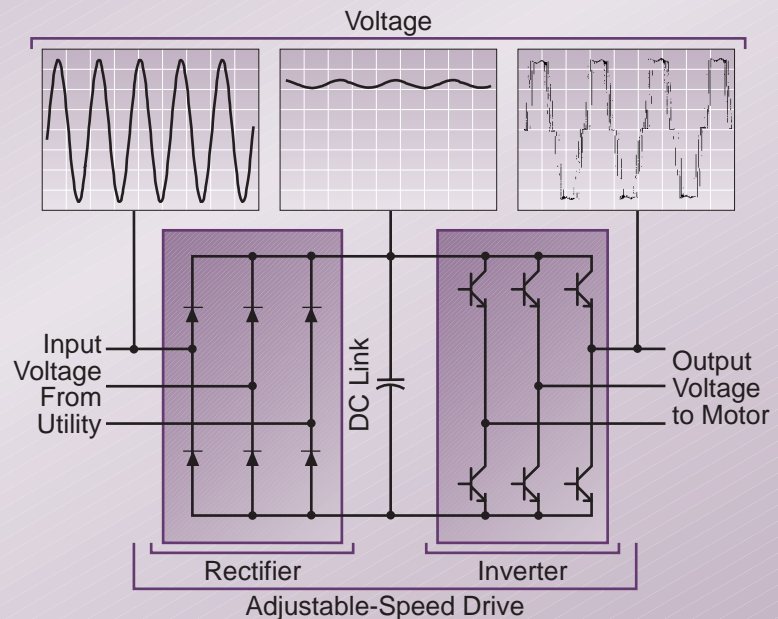 Voltage
Input
Voltage
From
Utility
DC Link
Output
Voltage
to Motor
Rectifier
Inverter
Adjustable-Speed Drive